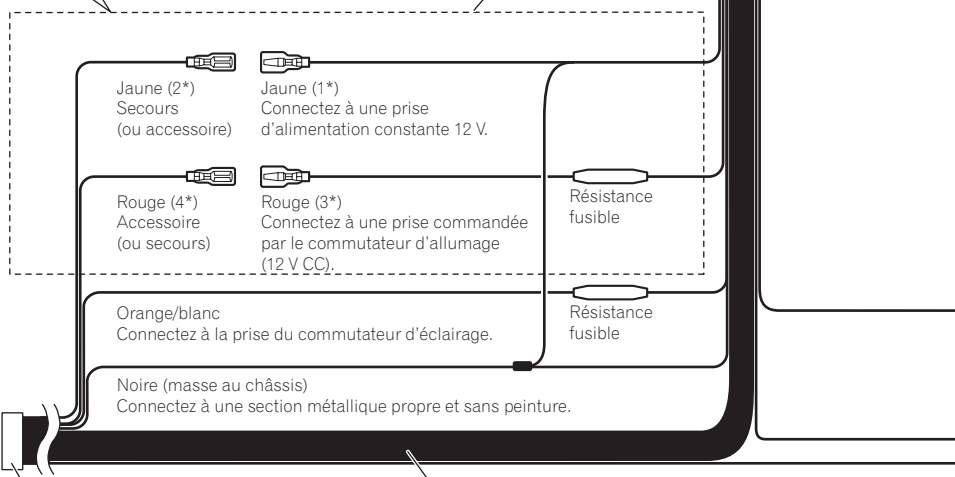 Jaune (2*)
Secours
(ou accessoire)
Jaune (1*)
Connectez à une prise
d'alimentation constante 12 V.
Rouge (4*)
Accessoire
(ou secours)
Rouge (3*)
Connectez à une prise commandée
par le commutateur d'allumage
(12 V CC).
Résistance
fusible
Orange/blanc
Connectez à la prise du commutateur d'éclairage.
Résistance
fusible
Noire (masse au châssis)
Connectez à une section métallique propre et sans peinture.